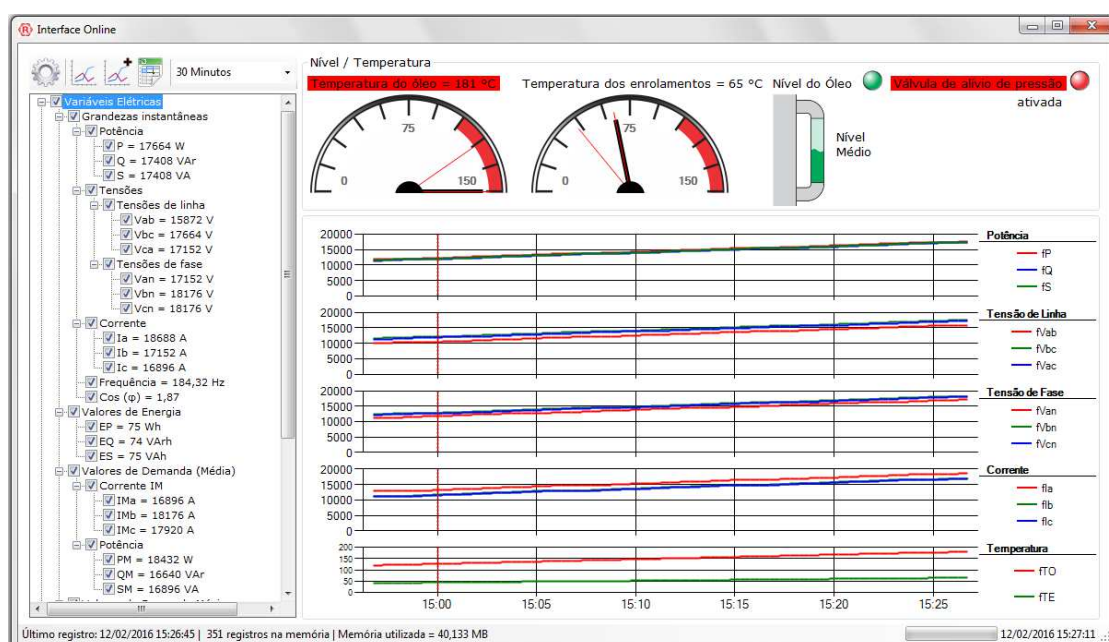 Interface Online
30 Minutos
Variáveis Elétricas
Grandezas instantâneas
Potência
P = 17664 W
Q = 17408 VAr
S = 17408 VA
Tensões
Tensões de linha
Vab = 15872 V
Vbc = 17664 V
Vca = 17152 V
Tensões de fase
Van = 17152 V
Vbn = 18176 V
Vcn = 18176 V
Corrente
Ia = 18688 A
Ib = 17152 A
Ic = 16896 A
Frequência = 184,32 Hz
Cos (φ) = 1,87
Valores de Energia
EP = 75 Wh
EQ = 74 VArh
ES = 75 VAh
Valores de Demanda (Média)
Corrente IM
IMa = 16896 A
IMb = 18176 A
IMc = 17920 A
Potência
PM = 18432 W
QM = 16640 VAr
SM = 16896 VA
Nível / Temperatura
Temperatura do óleo = 181 ºC
0 75 150
Temperatura dos enrolamentos = 65 ºC
0 75 150
Nível do Óleo
Nível
Médio
Válvula de alívio de pressão
ativada
20000
15000
10000
5000
0
Potência
fP
fQ
fS
20000
15000
10000
5000
0
Tensão de Linha
fVab
fVbc
fVac
20000
15000
10000
5000
0
Tensão de Fase
fVan
fVbn
fVcn
20000
15000
10000
5000
0
Corrente
fIa
fIb
fIc
200
150
100
50
0
Temperatura
fTO
fTE
15:00 15:05 15:10 15:15 15:20 15:25
Último registro: 12/02/2016 15:26:45 | 351 registros na memória | Memória utilizada = 40,133 MB
12/02/2016 15:27:11